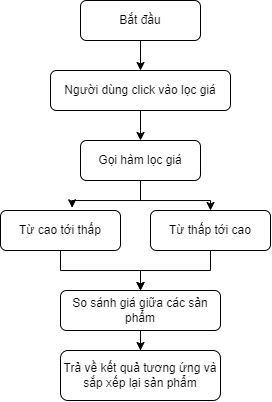 Bắt đầu
Người dùng click vào lọc giá
Gọi hàm lọc giá
Từ cao tới thấp
Từ thấp tới cao
So sánh giá giữa các sản
phẩm
Trả về kết quả tương ứng và
sắp xếp lại sản phẩm